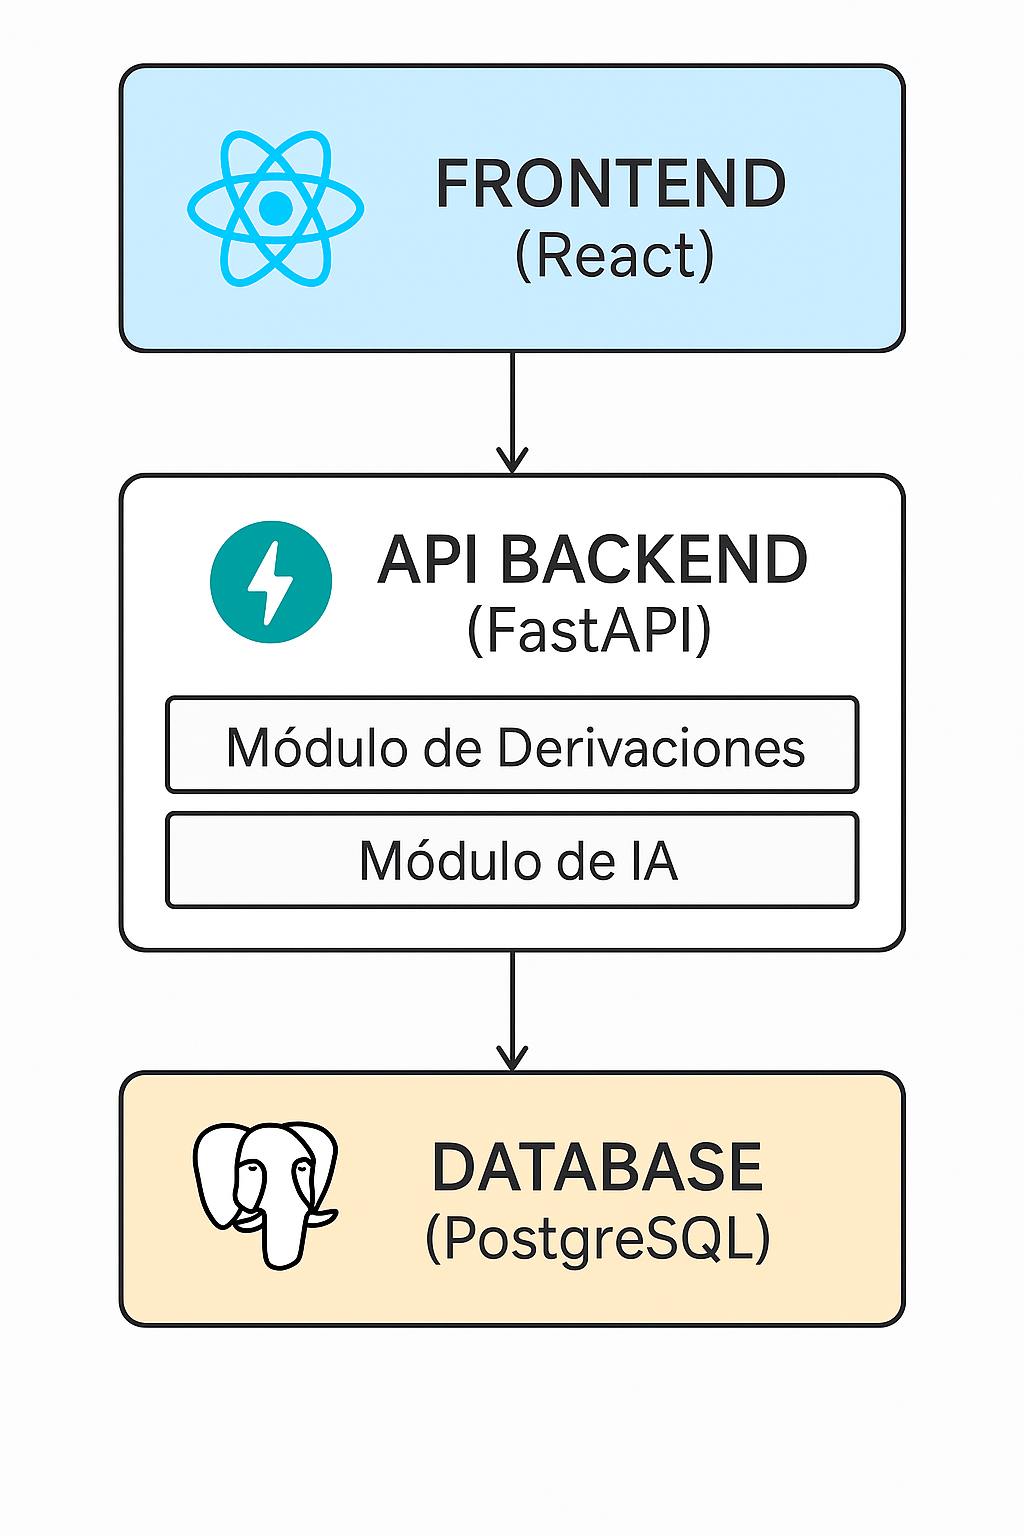 FRONTEND
(React)
API BACKEND
(FastAPI)
Módulo de Derivaciones
Módulo de IA
DATABASE
(PostgreSQL)